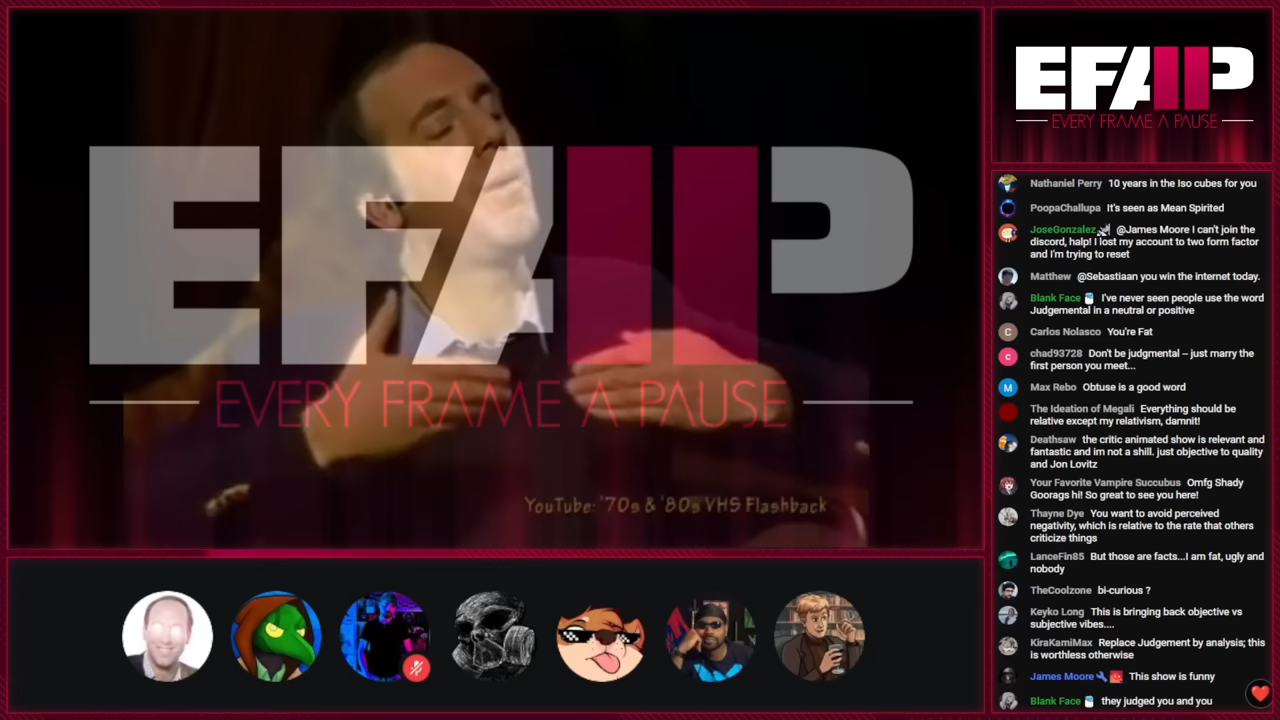 EFAP
EVERY FRAME A PAUSE
YouTube: '70s & '80s VHS Flashback
EFAP
EVERY FRAME A PAUSE
Nathaniel Perry 10 years in the Iso cubes for you
PoopaChallupa It's seen as Mean Spirited
JoseGonzalez @James Moore I can't join the
discord, halp! I lost my account to two form factor
and I'm trying to reset
Matthew @Sebastiaan you win the internet today.
Blank Face I've never seen people use the word
Judgemental in a neutral or positive
C Carlos Nolasco You're Fat
c chad93728 Don't be judgmental – just marry the
first person you meet...
M Max Rebo Obtuse is a good word
The Ideation of Megali Everything should be
relative except my relativism, damnit!
Deathsaw the critic animated show is relevant and
fantastic and im not a shill. just objective to quality
and Jon Lovitz
Your Favorite Vampire Succubus Omfg Shady
Goorags hi! So great to see you here!
Thayne Dye You want to avoid perceived
negativity, which is relative to the rate that others
criticize things
LanceFin85 But those are facts...I am fat, ugly and
nobody
TheCoolzone bi-curious ?
Keyko Long This is bringing back objective vs
subjective vibes....
KiraKamiMax Replace Judgement by analysis; this
is worthless otherwise
James Moore This show is funny
Blank Face they judged you and you